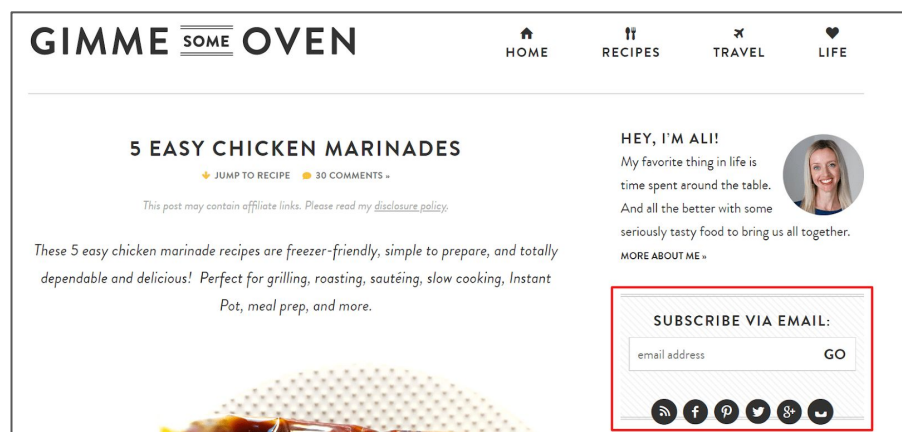 GIMME SOME OVEN
HOME RECIPES TRAVEL LIFE
5 EASY CHICKEN MARINADES
JUMP TO RECIPE 30 COMMENTS »
This post may contain affiliate links. Please read my disclosure policy.
These 5 easy chicken marinade recipes are freezer-friendly, simple to prepare, and totally
dependable and delicious! Perfect for grilling, roasting, sautéing, slow cooking, Instant
Pot, meal prep, and more.
HEY, I'M ALI!
My favorite thing in life is
time spent around the table.
And all the better with some
seriously tasty food to bring us all together.
MORE ABOUT ME »
SUBSCRIBE VIA EMAIL:
email address GO